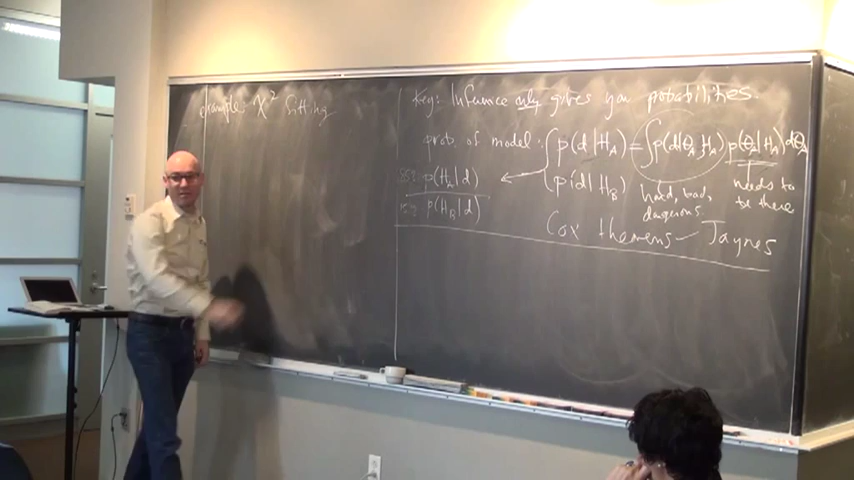 example: χ² fitting
Key: Inference only gives you probabilities.
prob. of model: p(d|H_A) = ∫p(d|θ_A,H_A) p(θ_A|H_A)dθ_A
p(H_A|d) p(d|H_B) hard, bad, needs to
p(H_B|d) dangerous be there
Cox theorems — Jaynes